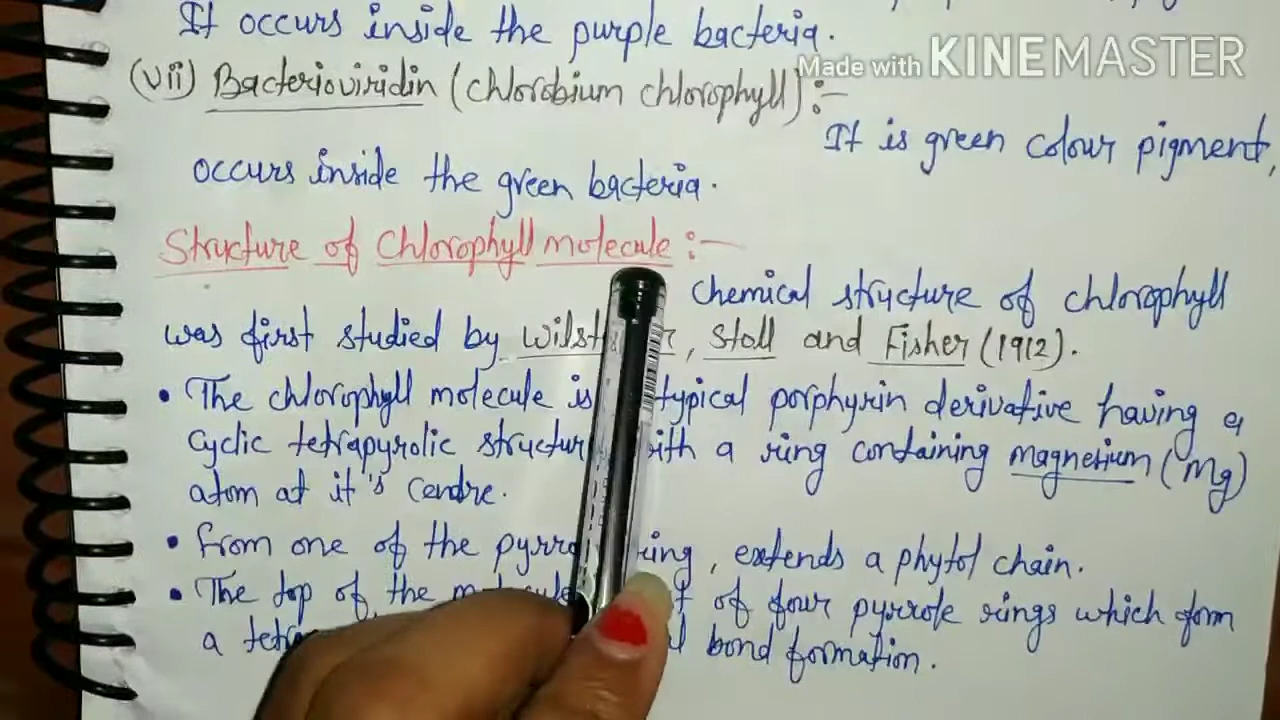 It occurs inside the purple bacteria.
Made with KINEMASTER
(vii) Bacterioviridin (chlorobium chlorophyll):-
It is green colour pigment,
occurs inside the green bacteria.
Structure of Chlorophyll molecule:-
Chemical structure of chlorophyll
was first studied by , Stoll and Fisher (1912).
• The chlorophyll molecule is typical porphyrin derivative having a
cyclic tetrapyrolic with a ring containing magnesium (Mg)
atom at it's centre.
• From one of the ring, extends a phytol chain.
• The top of the of four pyrrole rings which form
a bond formation.